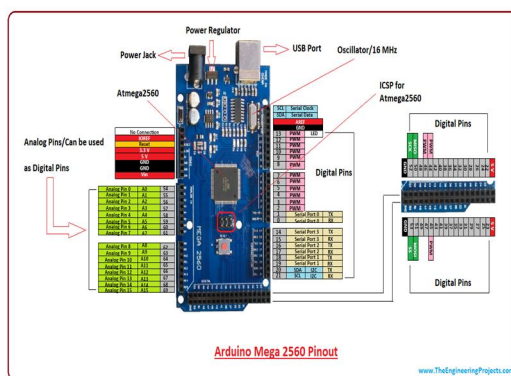 Power Regulator
Power Jack
USB Port
Oscillator/16 MHz
Atmega2560
ICSP for
Atmega2560
Analog Pins/Can be used
as Digital Pins
No Connection
IOREF
Reset
3.3 V
5 V
GND
GND
Vin
Analog Pin 0 A0 54
Analog Pin 1 A1 55
Analog Pin 2 A2 56
Analog Pin 3 A3 57
Analog Pin 4 A4 58
Analog Pin 5 A5 59
Analog Pin 6 A6 60
Analog Pin 7 A7 61
Analog Pin 8 A8 62
Analog Pin 9 A9 63
Analog Pin 10 A10 64
Analog Pin 11 A11 65
Analog Pin 12 A12 66
Analog Pin 13 A13 67
Analog Pin 14 A14 68
Analog Pin 15 A15 69
MEGA 2560
SCL Serial Clock
SDA Serial Data
AREF
GND
13 PWM LED
12 PWM
11 PWM
10 PWM
9 PWM
8 PWM
7 PWM
6 PWM
5 PWM
4 PWM
3 PWM
2 PWM
1 Serial Port 0 TX
0 Serial Port 0 RX
14 Serial Port 3 TX
15 Serial Port 3 RX
16 Serial Port 2 TX
17 Serial Port 2 RX
18 Serial Port 1 TX
19 Serial Port 1 RX
20 SDA I2C
21 SCL I2C
Digital Pins
Digital Pins
GND
5 V
GND
5 V
Digital Pins
Arduino Mega 2560 Pinout
www.TheEngineeringProjects.com